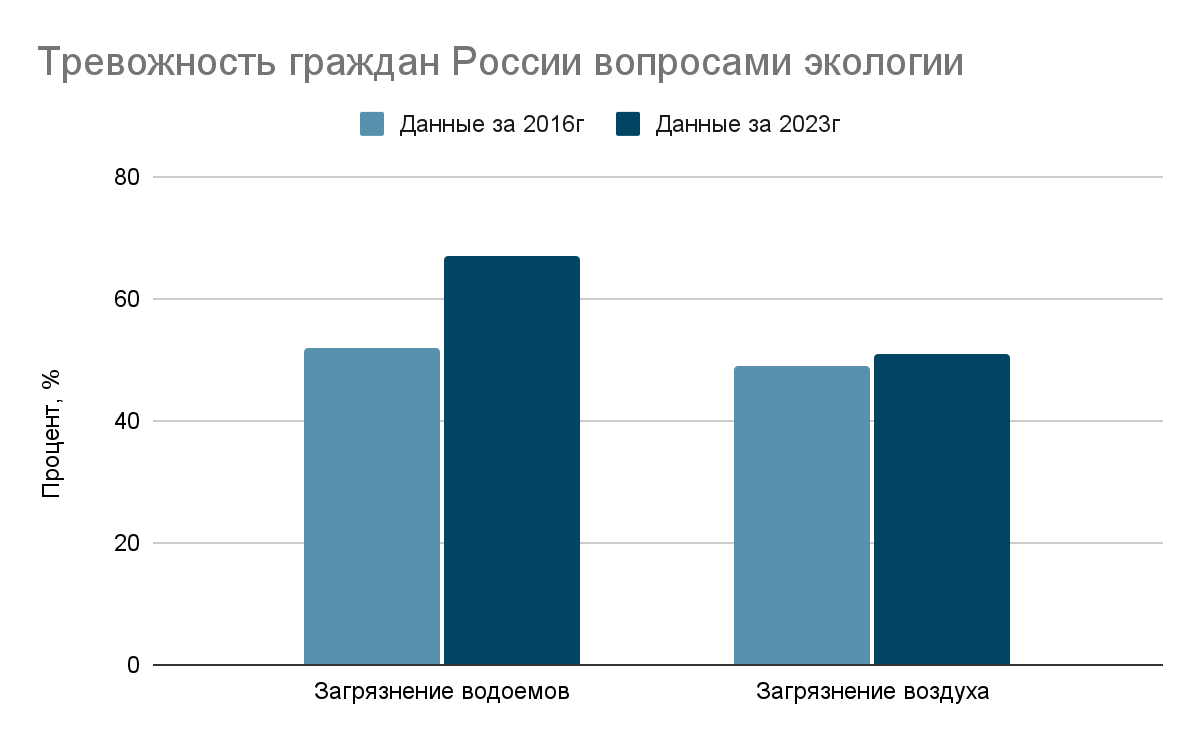 Тревожность граждан России вопросами экологии
Данные за 2016г
Данные за 2023г
80
60
40
20
0
Процент, %
Загрязнение водоемов
Загрязнение воздуха